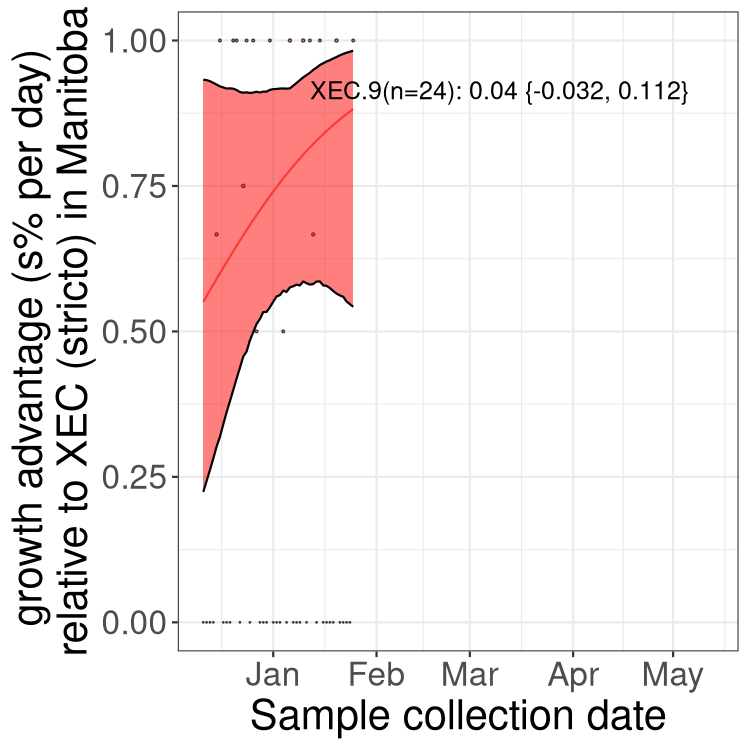 growth advantage (s% per day)
relative to XEC (stricto) in Manitoba
1.00
0.75
0.50
0.25
0.00
XEC.9(n=24): 0.04 {-0.032, 0.112}
Jan Feb Mar Apr May
Sample collection date